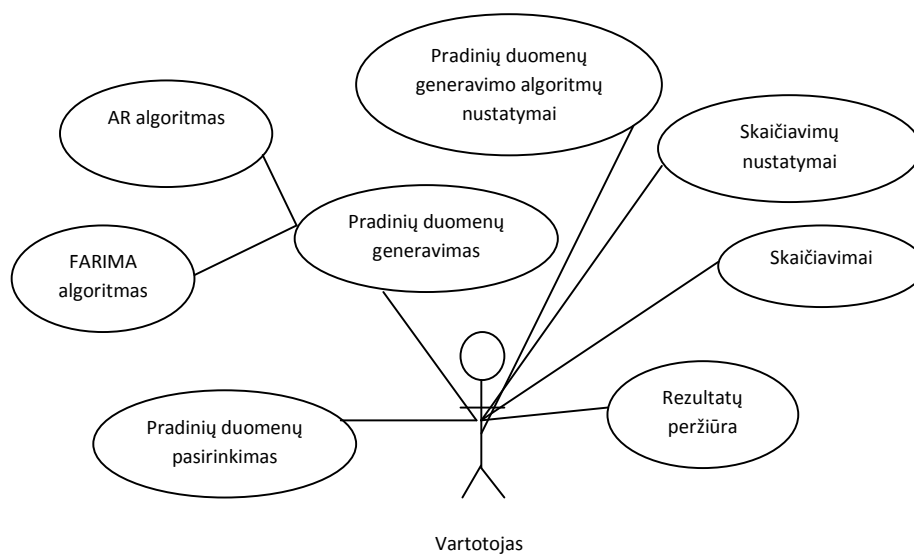 Pradinių duomenų
generavimo algoritmų
nustatymai
AR algoritmas
Skaičiavimų
nustatymai
Pradinių duomenų
generavimas
FARIMA
algoritmas
Skaičiavimai
Rezultatų
peržiūra
Pradinių duomenų
pasirinkimas
Vartotojas